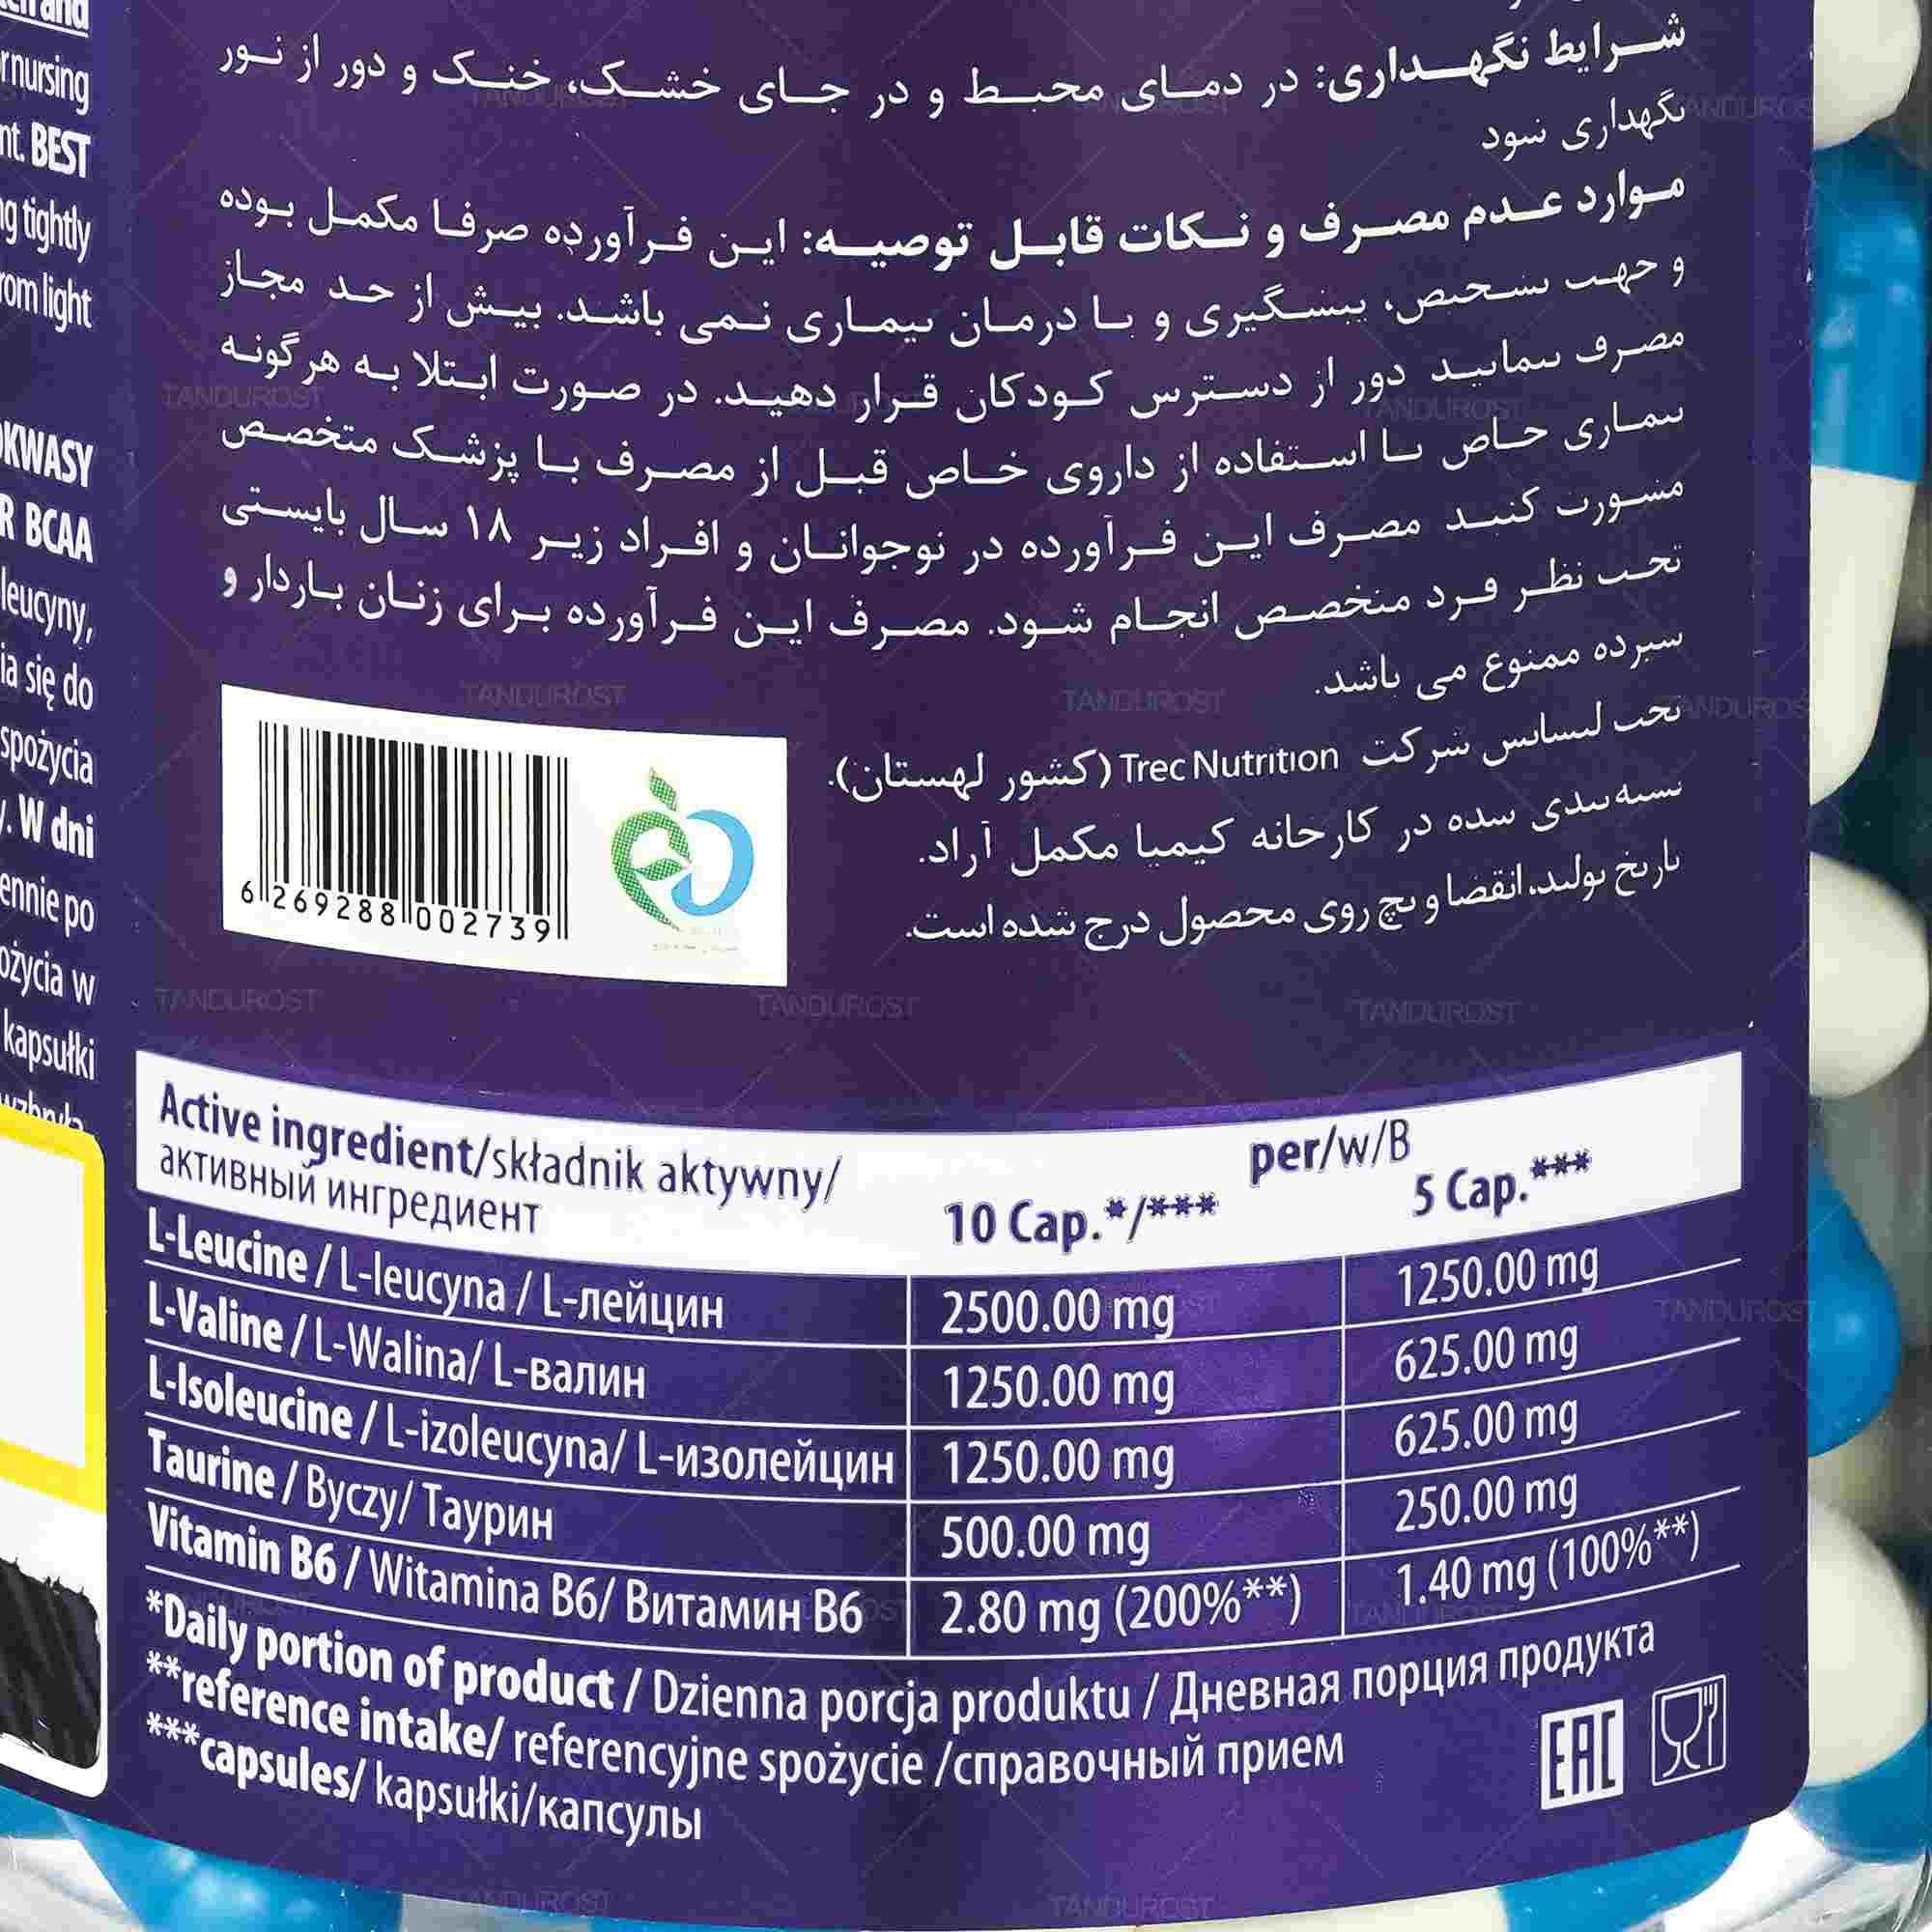 nursing
nt. BEST
g tightly
rom light
KWASY
R BCAA
leucyny,
ia się do
spożycia
. W dni
ennie po
ożycia w
kapsułki
شرایط نگهداری: در دمای محیط و در جای خشک، خنک و دور از نور
نگهداری شود
موارد عدم مصرف و نکات قابل توصیه: این فرآورده صرفا مکمل بوده
و جهت تشخیص، پیشگیری و یا درمان بیماری نمی باشد. بیش از حد مجاز
مصرف ننمایید دور از دسترس کودکان قرار دهید. در صورت ابتلا به هرگونه
بیماری خاص یا استفاده از داروی خاص قبل از مصرف با پزشک متخصص
مشورت کنید مصرف این فرآورده در نوجوانان و افراد زیر ۱۸ سال بایستی
تحت نظر فرد متخصص انجام شود. مصرف این فرآورده برای زنان باردار و
شیرده ممنوع می باشد.
تحت لیسانس شرکت Trec Nutrition (کشور لهستان).
بسته بندی شده در کارخانه کیمیا مکمل آراد.
تاریخ تولید، انقضا و بچ روی محصول درج شده است.
6 269288 002739
Active ingredient/składnik aktywny/
активный ингредиент
per/w/В
10 Cap.*/***
5 Cap.***
L-Leucine / L-leucyna / L-лейцин 2500.00 mg 1250.00 mg
L-Valine / L-Walina/ L-валин 1250.00 mg 625.00 mg
L-Isoleucine / L-izoleucyna/ L-изолейцин 1250.00 mg 625.00 mg
Taurine / Byczy/ Таурин 500.00 mg 250.00 mg
Vitamin B6 / Witamina B6/ Витамин B6 2.80 mg (200%**) 1.40 mg (100%**)
*Daily portion of product / Dzienna porcja produktu / Дневная порция продукта
**reference intake/ referencyjne spożycie /справочный прием
***capsules/ kapsułki/капсулы
EAC
TANDUROST